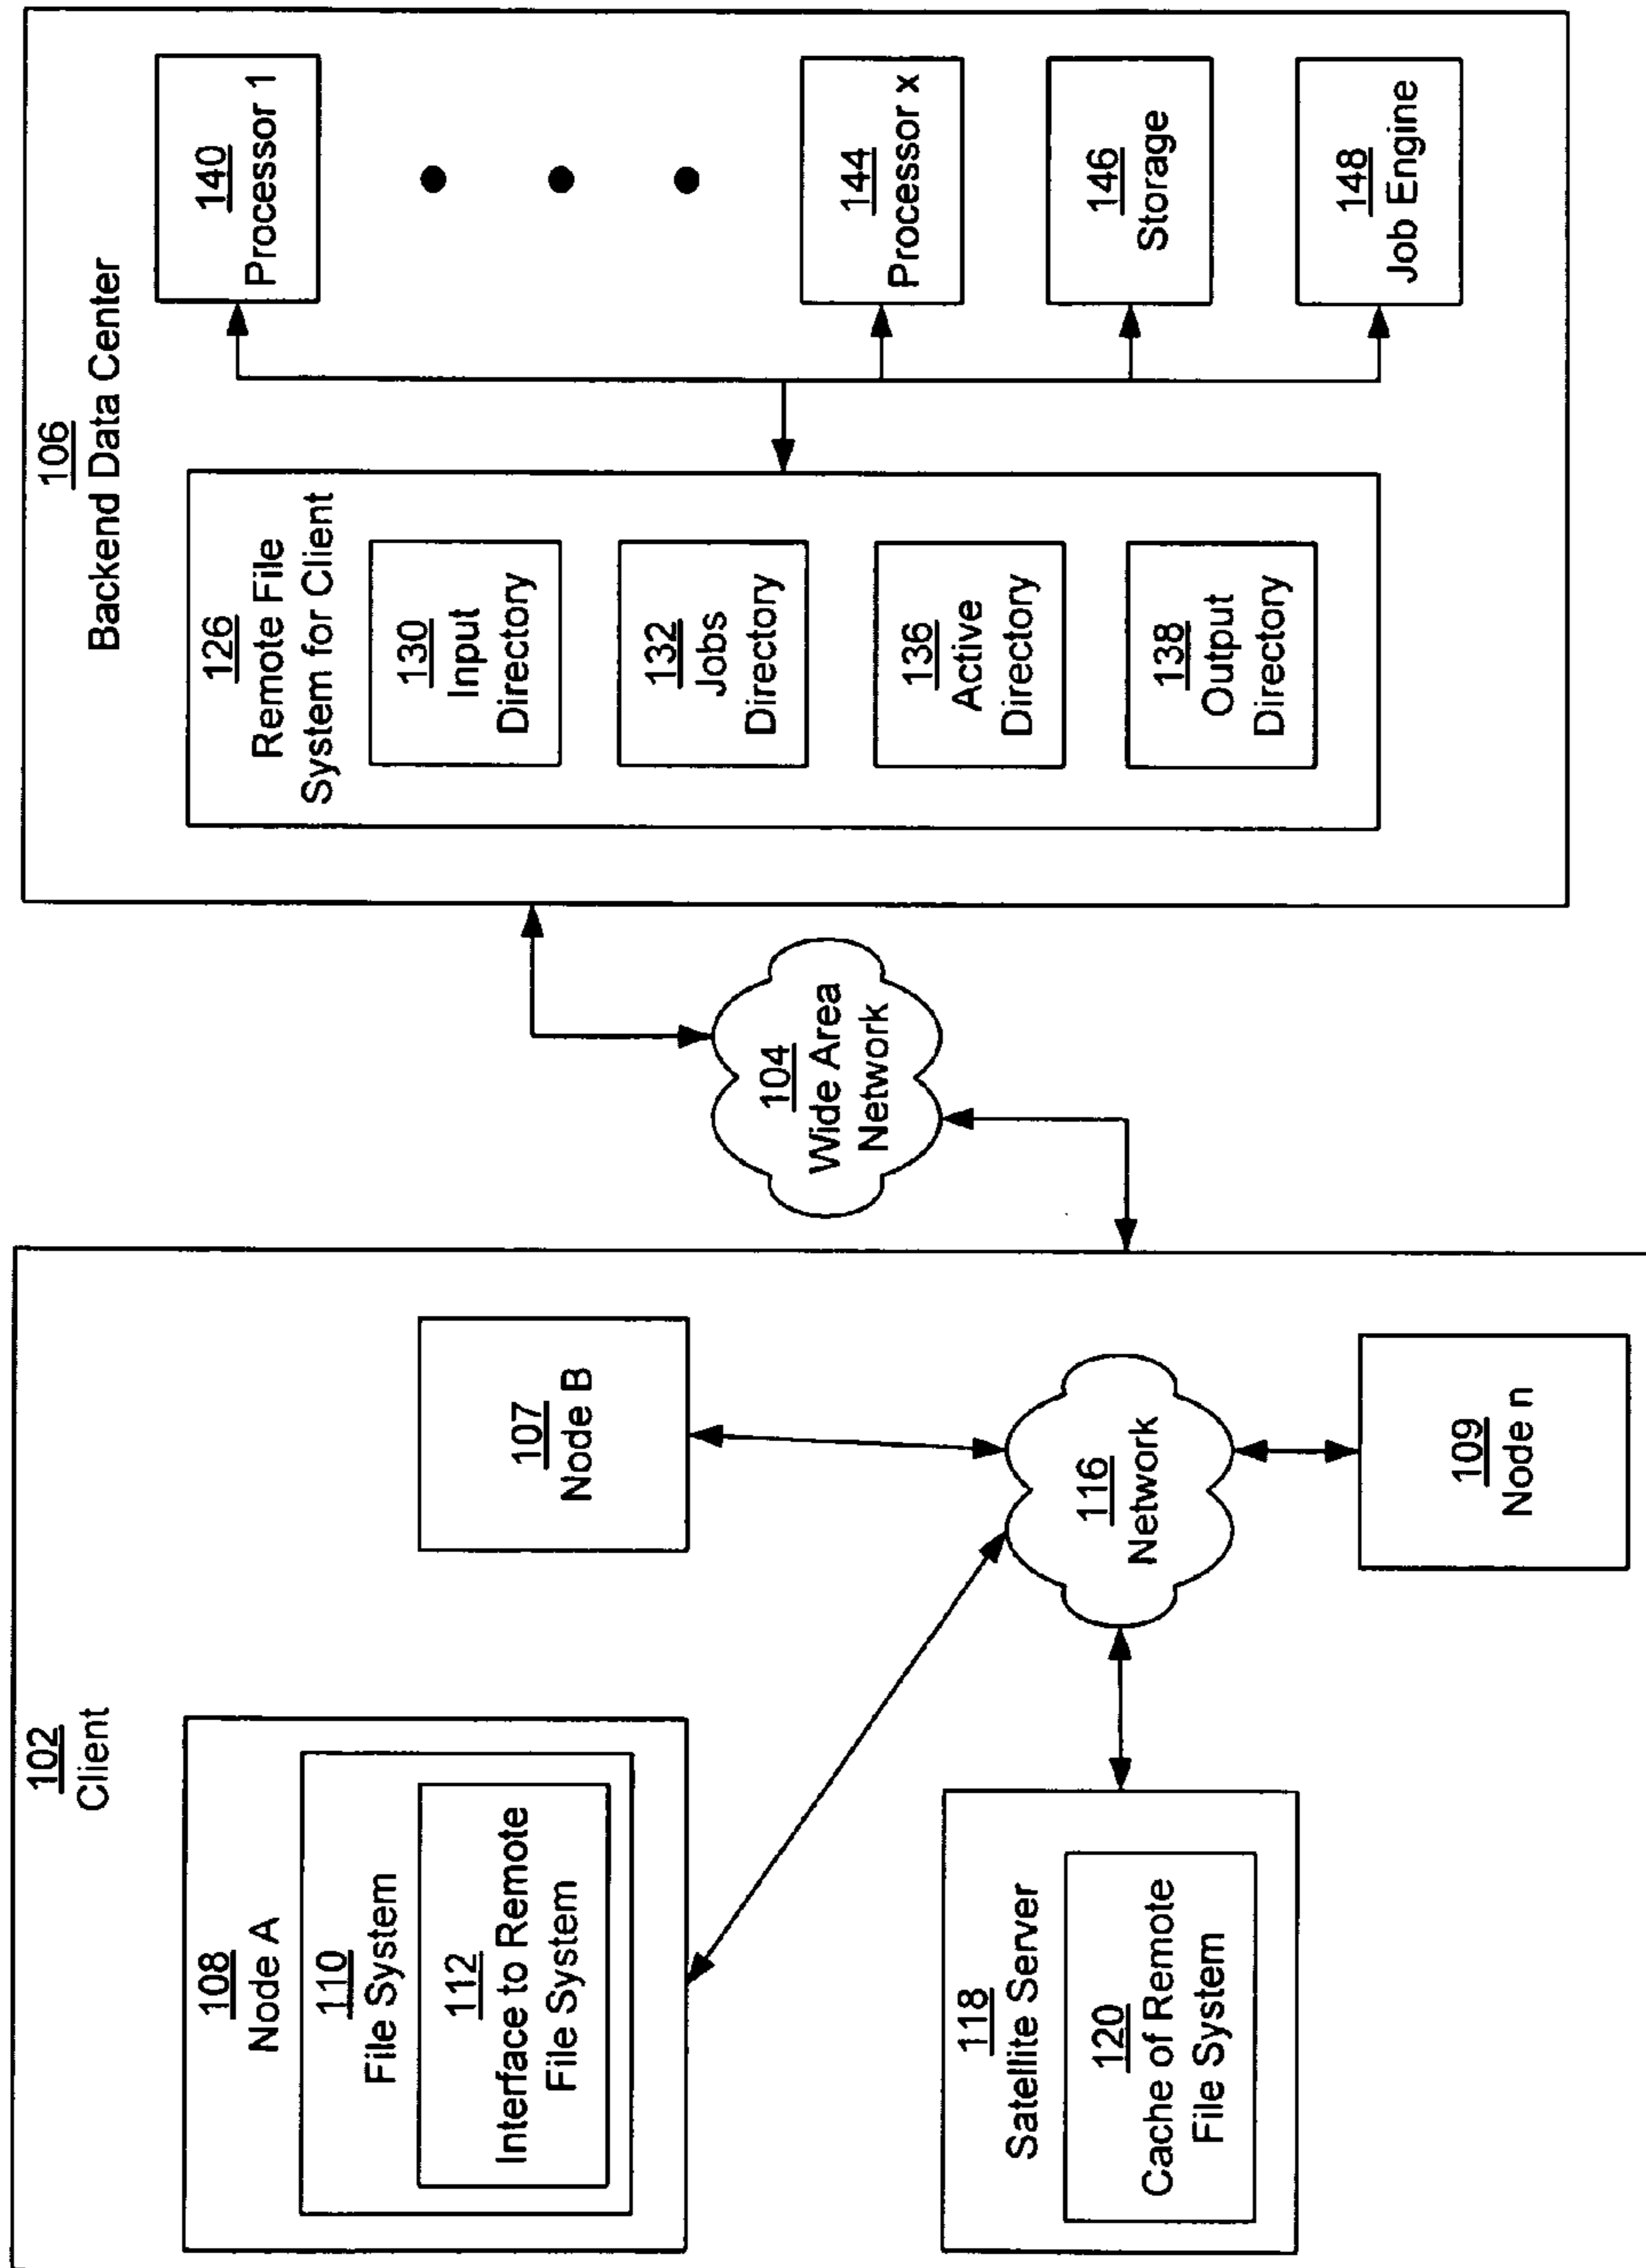 102
Client
108
Node A
110
File System
112
Interface to Remote
File System
107
Node B
118
Satellite Server
120
Cache of Remote
File System
116
Network
109
Node n
104
Wide Area
Network
106
Backend Data Center
126
Remote File
System for Client
130
Input
Directory
132
Jobs
Directory
136
Active
Directory
138
Output
Directory
140
Processor 1
144
Processor x
146
Storage
148
Job Engine